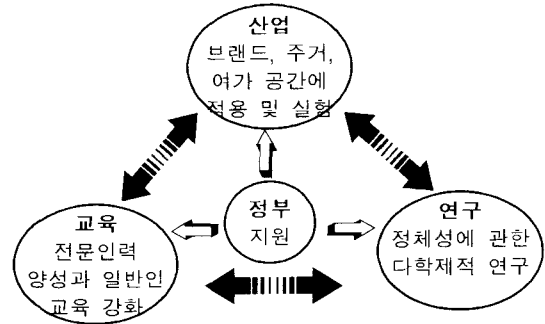 산업
브랜드, 주거,
여가 공간에
적용 및 실험
정부
지원
교육
전문인력
양성과 일반인
교육 강화
연구
정체성에 관한
다학제적 연구